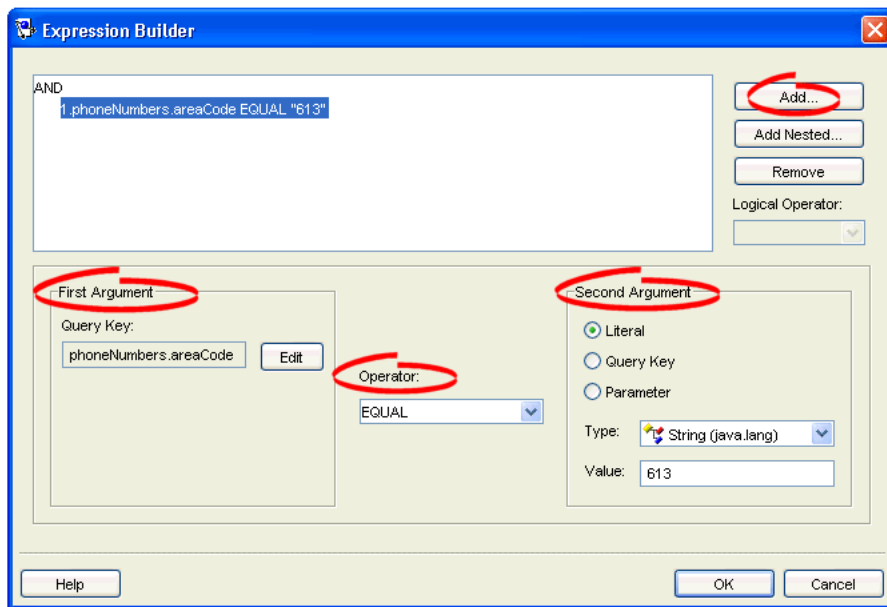 Expression Builder
AND
1.phoneNumbers.areaCode EQUAL "613"
Add...
Add Nested...
Remove
Logical Operator:
First Argument
Query Key:
phoneNumbers.areaCode
Edit
Operator:
EQUAL
Second Argument
Literal
Query Key
Parameter
Type:
String (java.lang)
Value:
613
Help
OK
Cancel